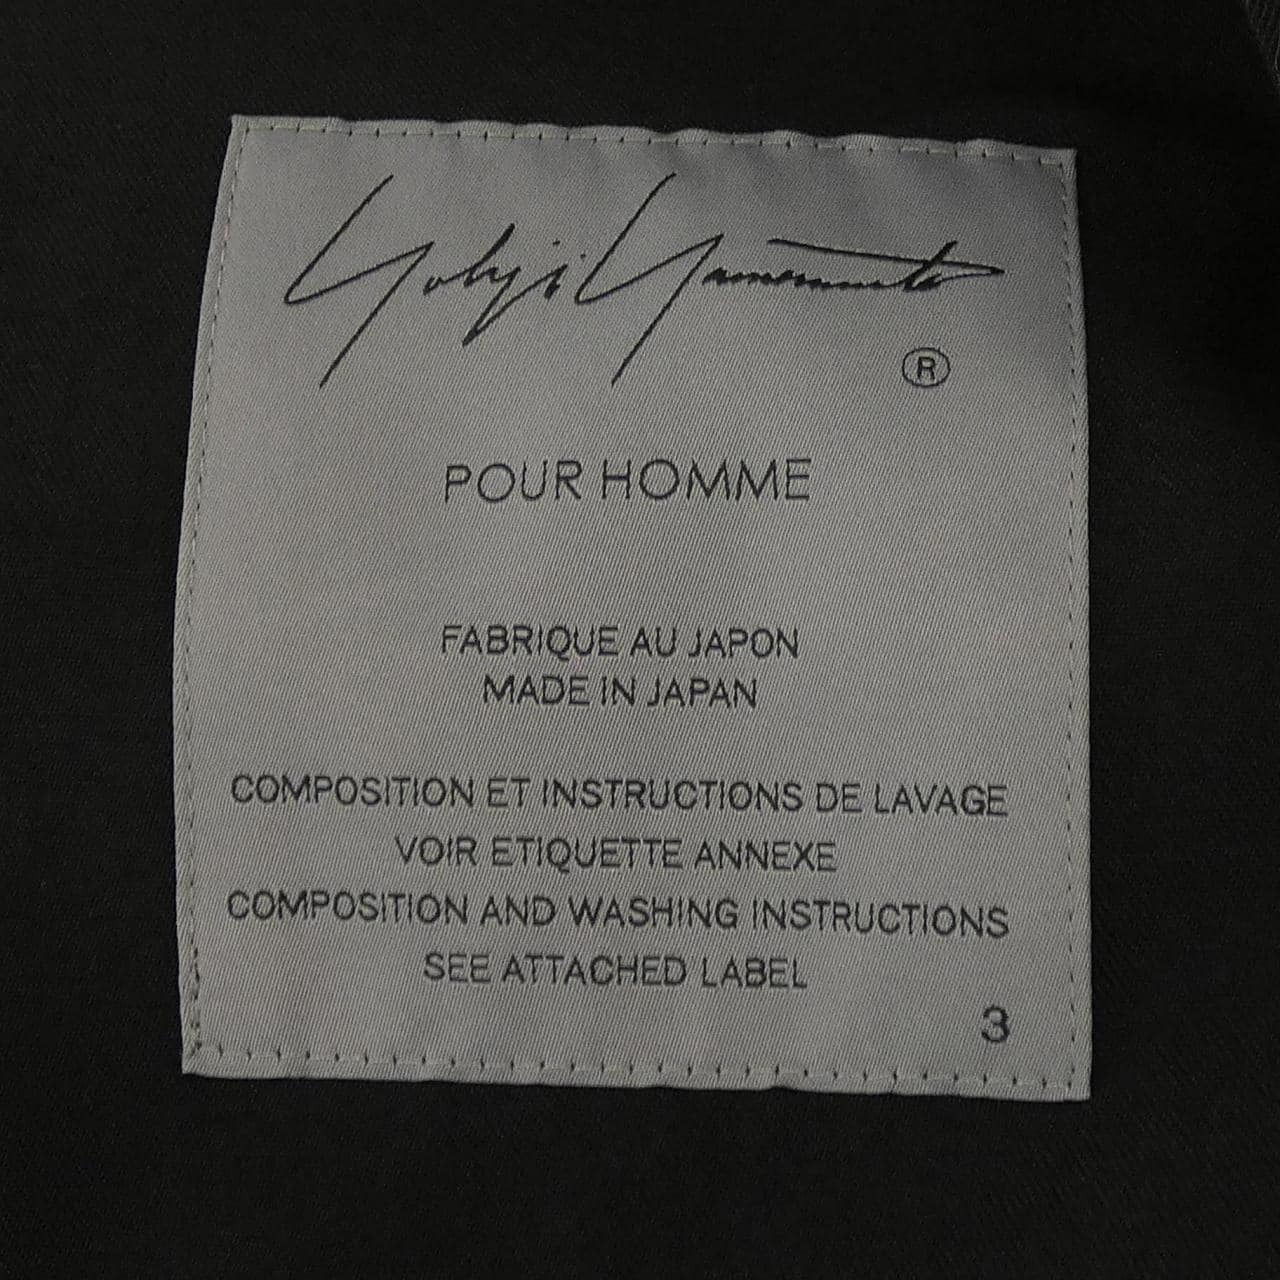 Yohji Yamamoto
®
POUR HOMME
FABRIQUE AU JAPON
MADE IN JAPAN
COMPOSITION ET INSTRUCTIONS DE LAVAGE
VOIR ETIQUETTE ANNEXE
COMPOSITION AND WASHING INSTRUCTIONS
SEE ATTACHED LABEL
3